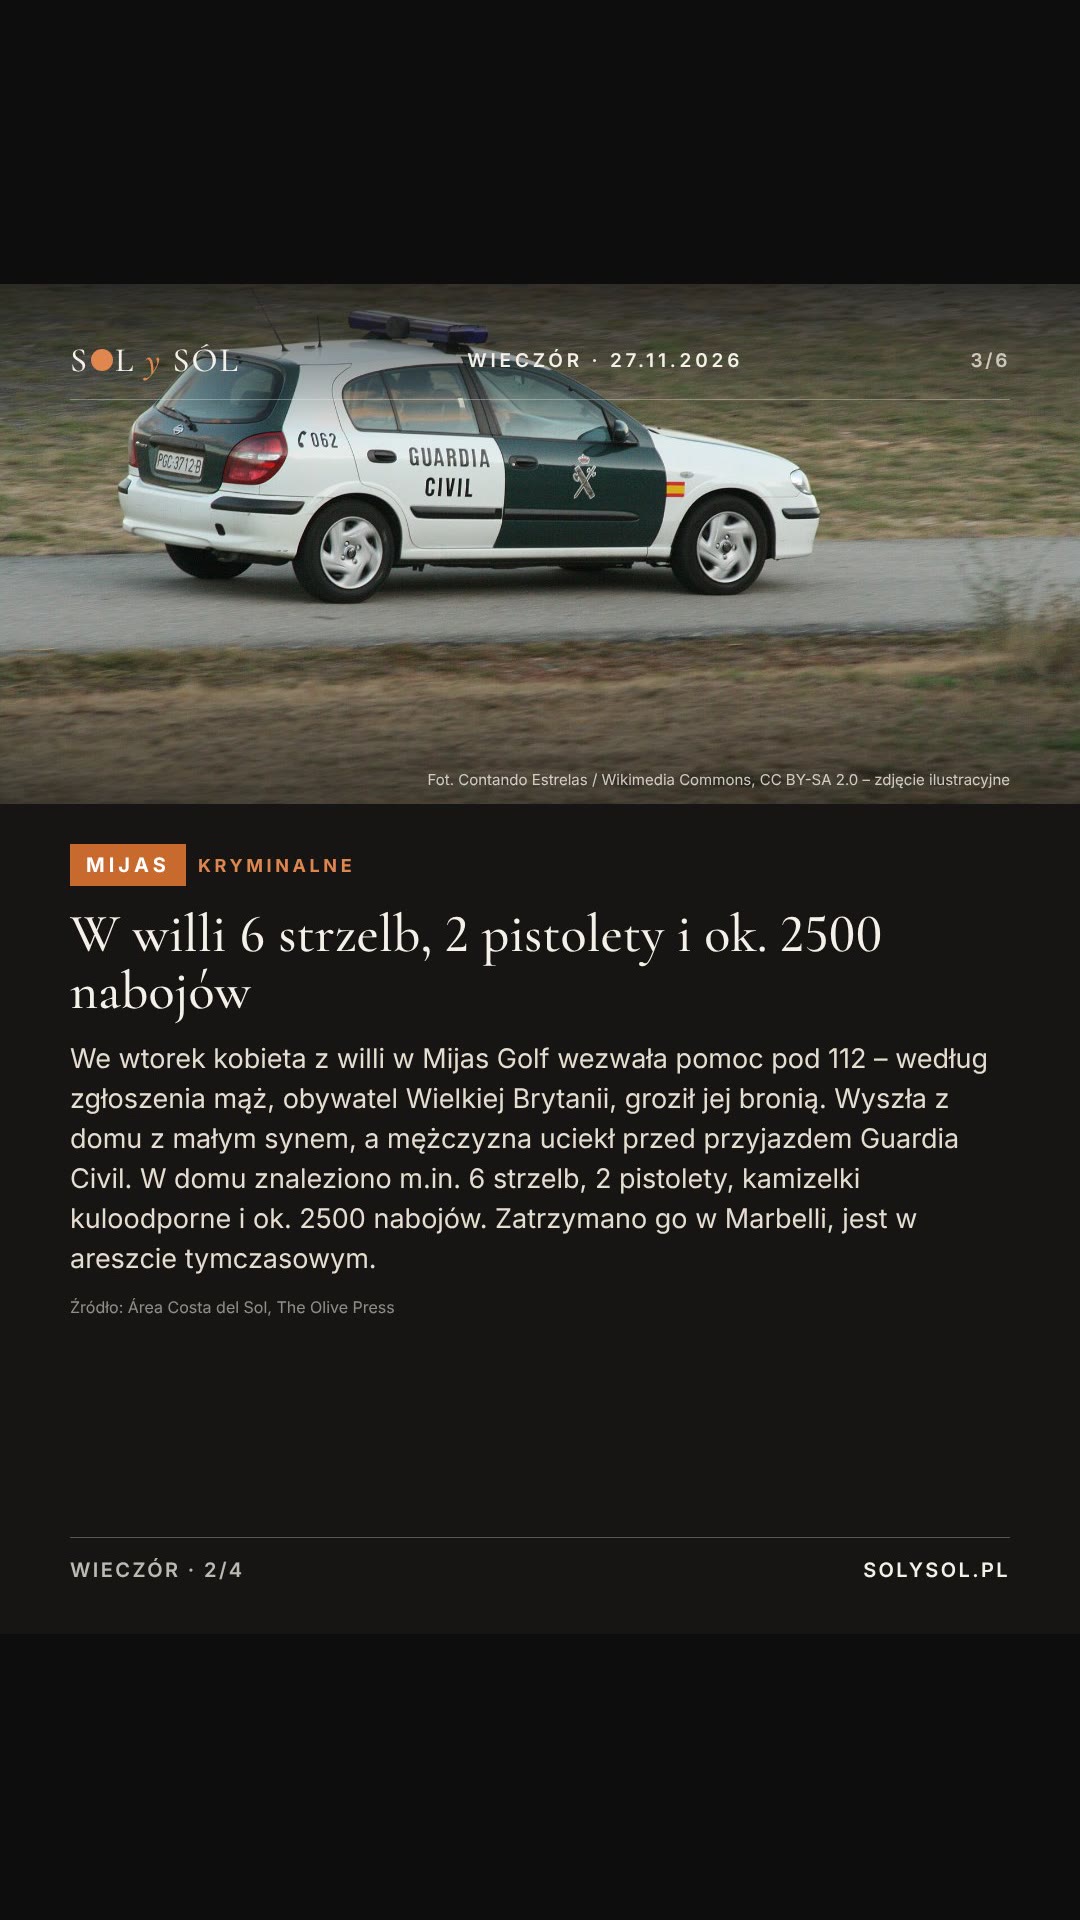 SOL y SÓL
WIECZÓR · 27.11.2026
3/6
062
GUARDIA
CIVIL
PGC-3712-B
Fot. Contando Estrelas / Wikimedia Commons, CC BY-SA 2.0 – zdjęcie ilustracyjne
MIJAS KRYMINALNE
W willi 6 strzelb, 2 pistolety i ok. 2500
nabojów
We wtorek kobieta z willi w Mijas Golf wezwała pomoc pod 112 – według
zgłoszenia mąż, obywatel Wielkiej Brytanii, groził jej bronią. Wyszła z
domu z małym synem, a mężczyzna uciekł przed przyjazdem Guardia
Civil. W domu znaleziono m.in. 6 strzelb, 2 pistolety, kamizelki
kuloodporne i ok. 2500 nabojów. Zatrzymano go w Marbelli, jest w
areszcie tymczasowym.
Źródło: Área Costa del Sol, The Olive Press
WIECZÓR · 2/4
SOLYSOL.PL